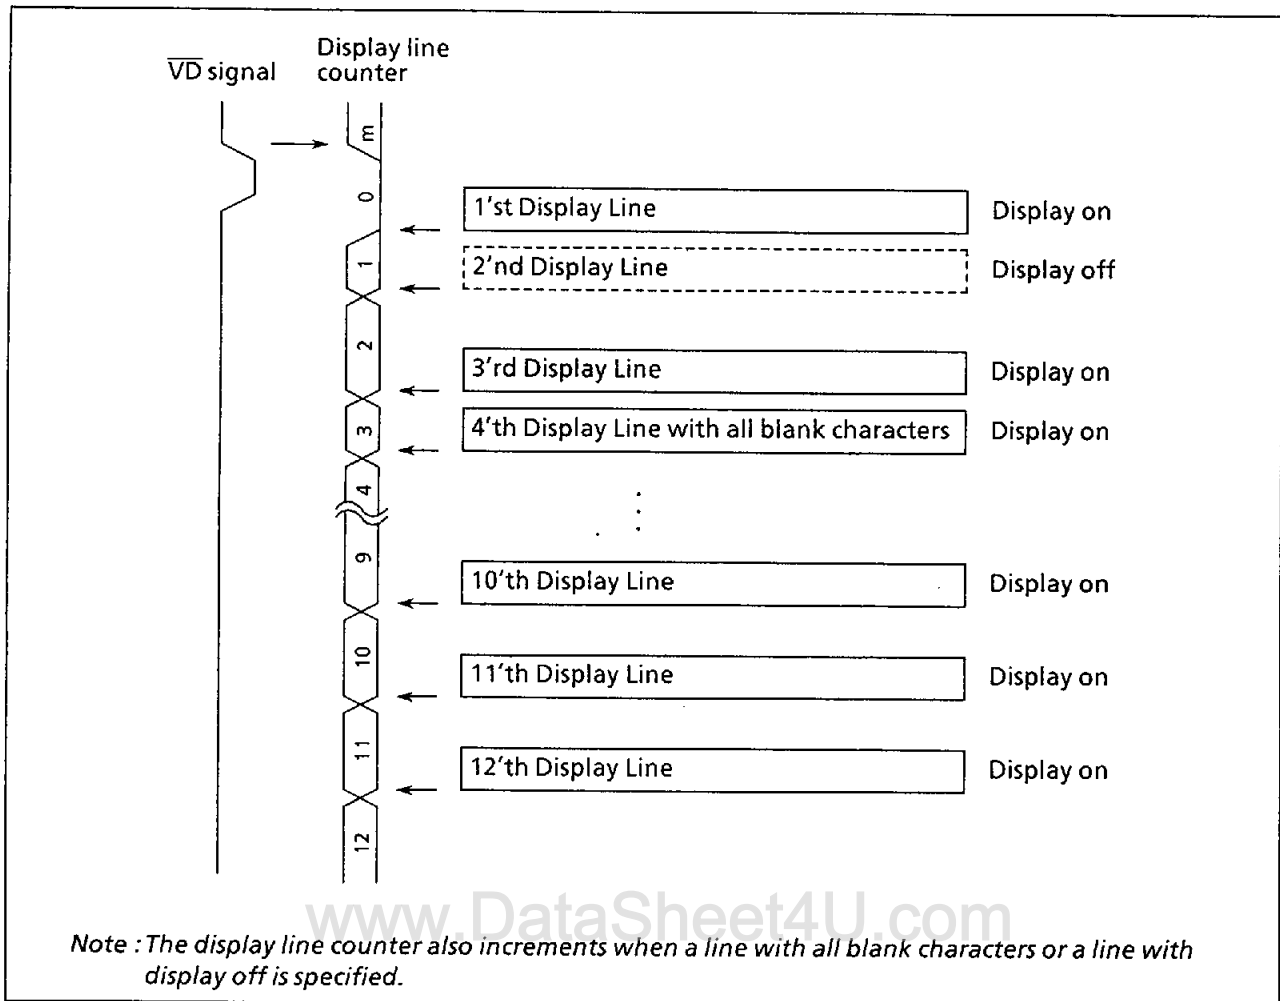 Display line
V̅D̅ signal counter
m
0
1'st Display Line Display on
1
2'nd Display Line Display off
2
3'rd Display Line Display on
3
4'th Display Line with all blank characters Display on
4
9
10'th Display Line Display on
10
11'th Display Line Display on
11
12'th Display Line Display on
12
www.DataSheet4U.com
Note : The display line counter also increments when a line with all blank characters or a line with
display off is specified.